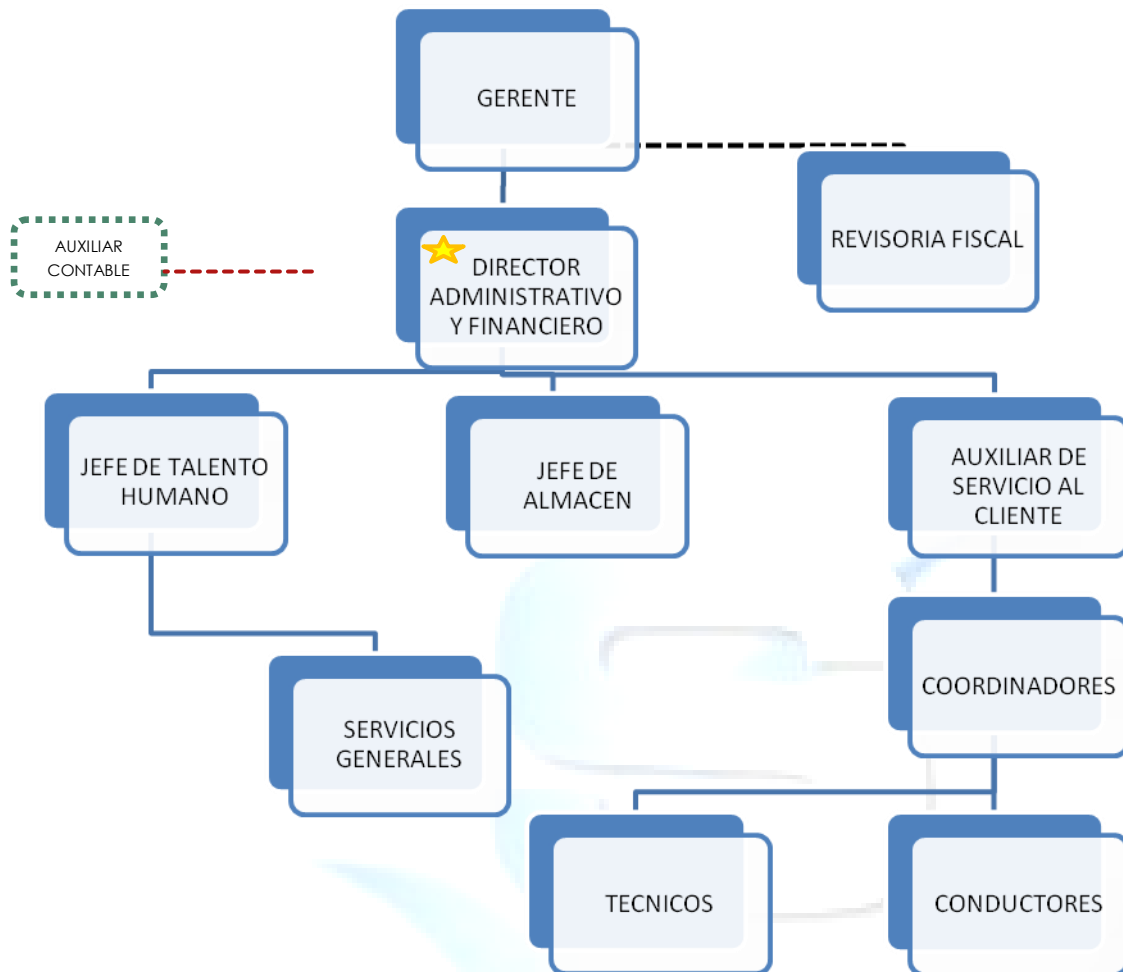 GERENTE
REVISORIA FISCAL
AUXILIAR
CONTABLE
DIRECTOR
ADMINISTRATIVO
Y FINANCIERO
JEFE DE TALENTO
HUMANO
JEFE DE
ALMACEN
AUXILIAR DE
SERVICIO AL
CLIENTE
COORDINADORES
SERVICIOS
GENERALES
TECNICOS
CONDUCTORES